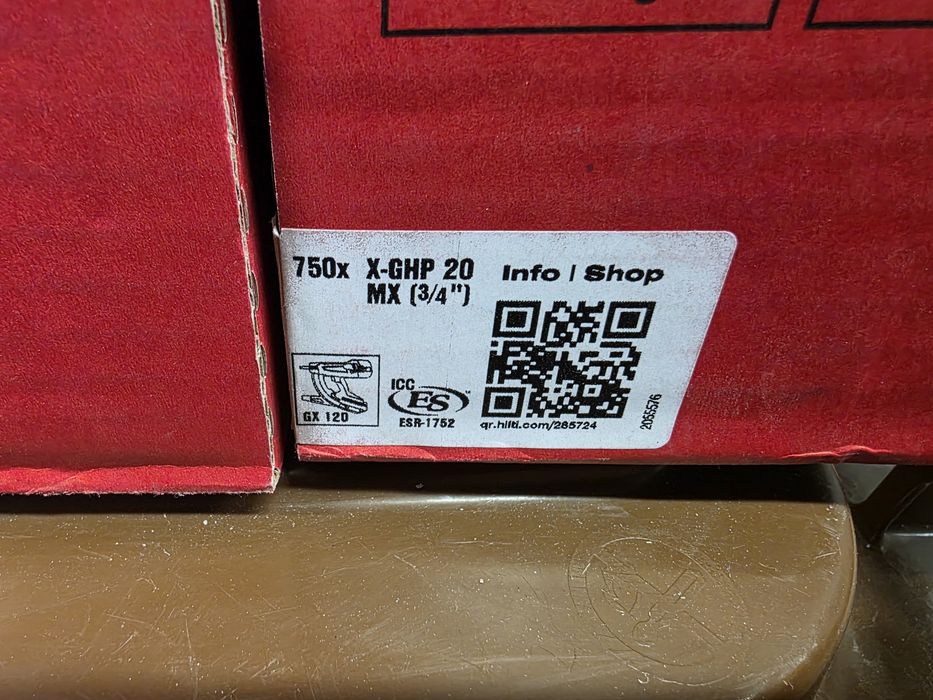 750x X-GHP 20
MX (3/4")
Info | Shop
GX 120
ICC
ES
ESR-1752
qr.hilti.com/285724
2055576